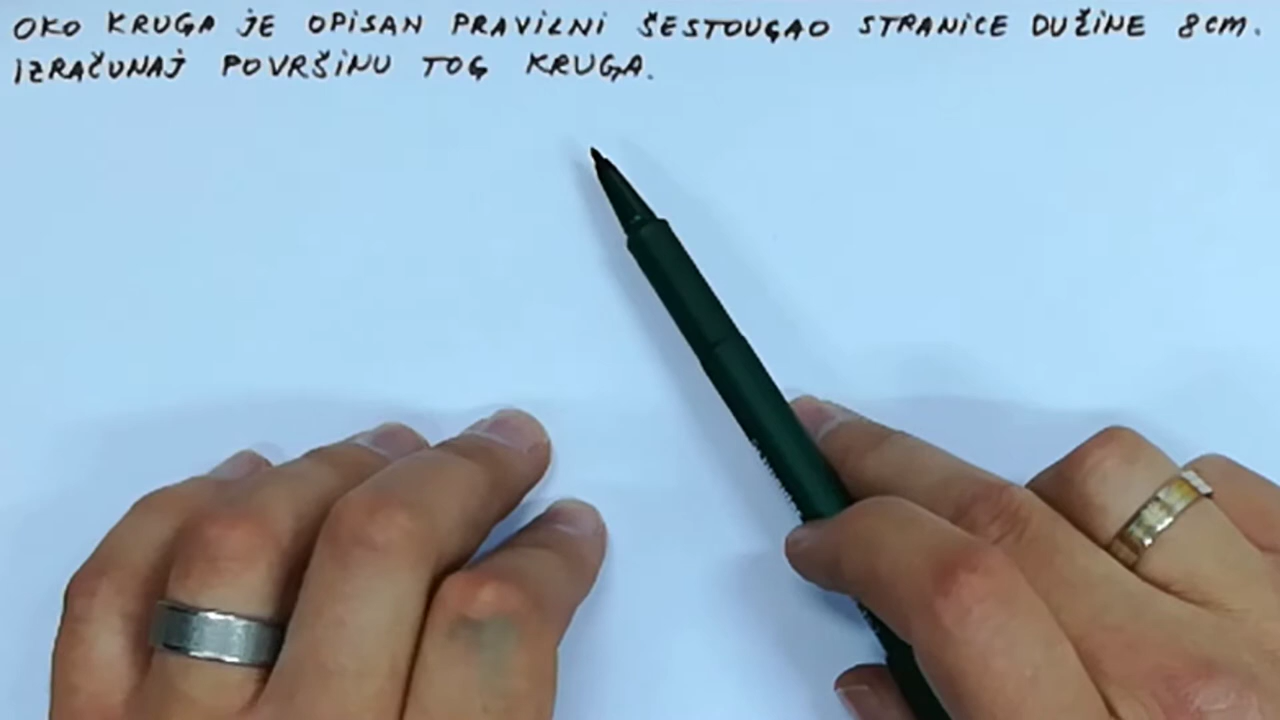 OKO KRUGA JE OPISAN PRAVILNI ŠESTOUGAO STRANICE DUŽINE 8cm.
IZRAČUNAJ POVRŠINU TOG KRUGA.